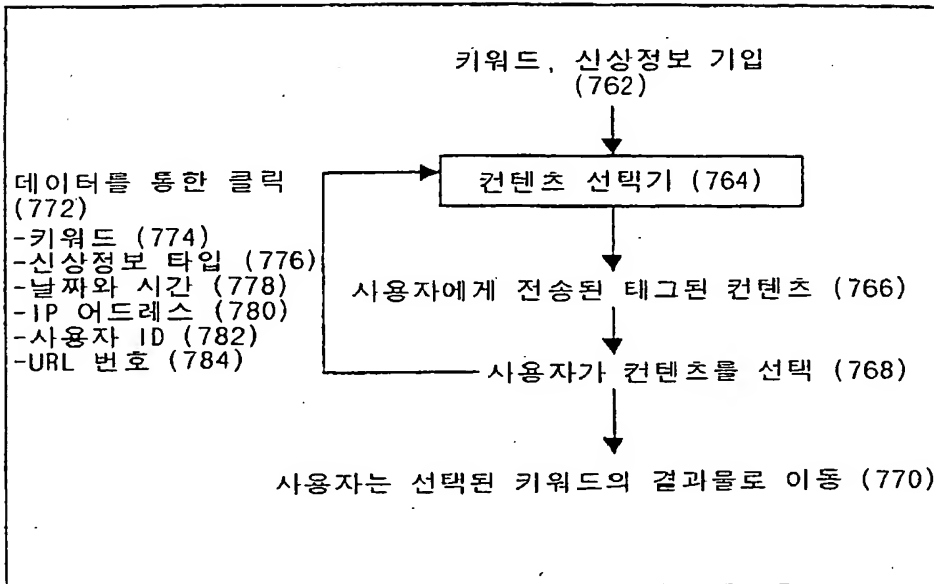 키워드, 신상정보 기입
(762)
컨텐츠 선택기 (764)
데이터를 통한 클릭
(772)
-키워드 (774)
-신상정보 타입 (776)
-날짜와 시간 (778)
-IP 어드레스 (780)
-사용자 ID (782)
-URL 번호 (784)
사용자에게 전송된 태그된 컨텐츠 (766)
사용자가 컨텐츠를 선택 (768)
사용자는 선택된 키워드의 결과물로 이동 (770)